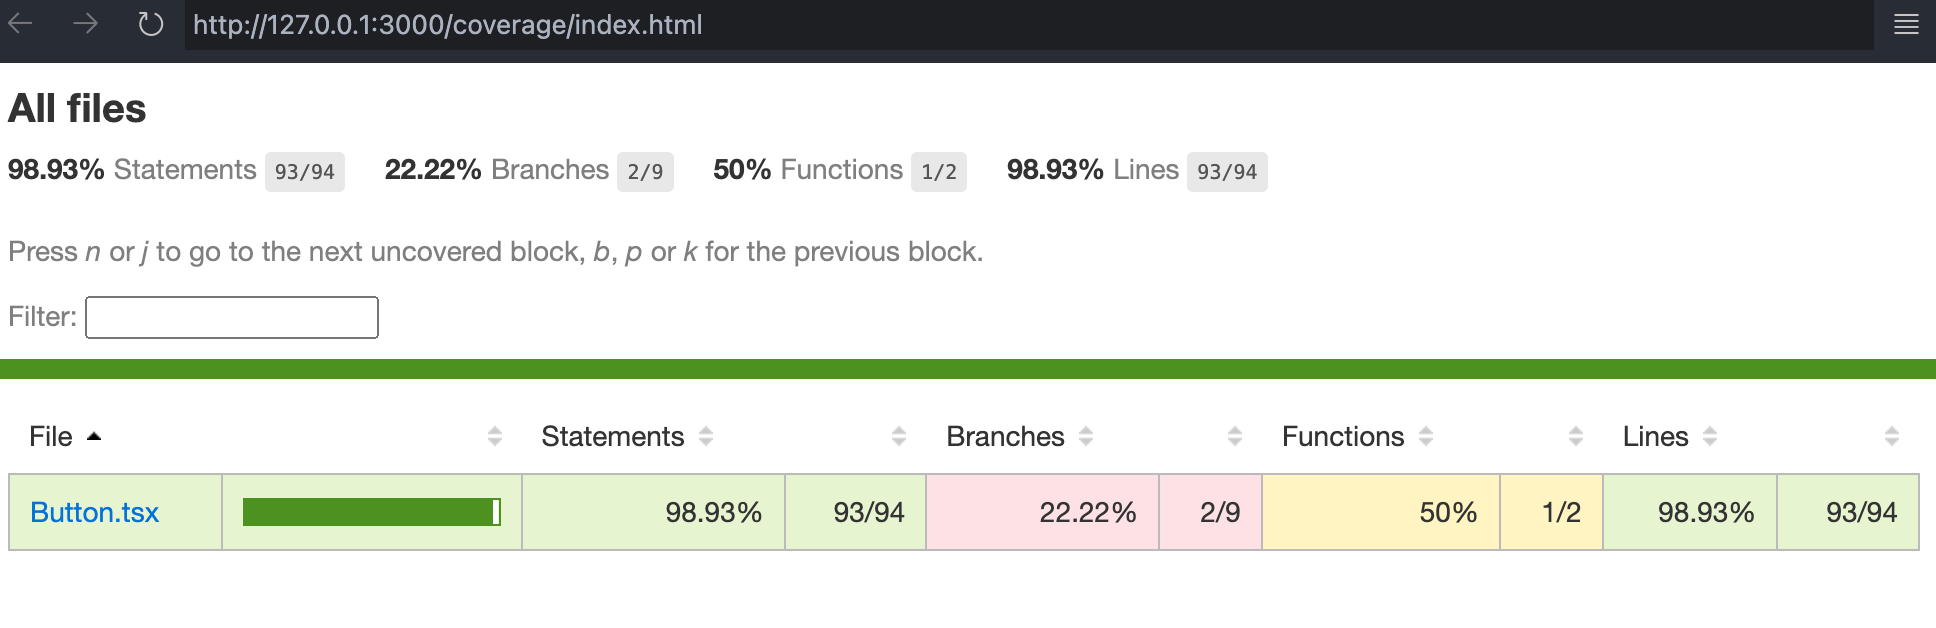 http://127.0.0.1:3000/coverage/index.html
All files
98.93% Statements 93/94 22.22% Branches 2/9 50% Functions 1/2 98.93% Lines 93/94
Press n or j to go to the next uncovered block, b, p or k for the previous block.
Filter:
File Statements Branches Functions Lines
Button.tsx 98.93% 93/94 22.22% 2/9 50% 1/2 98.93% 93/94